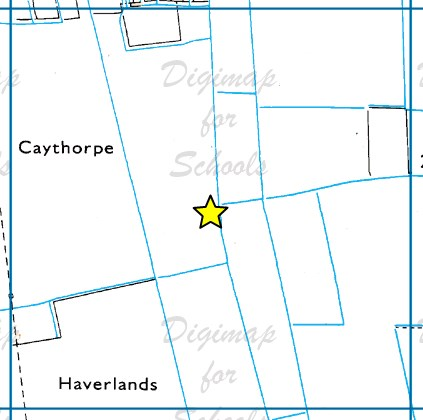 Digimap
for
Schools
Caythorpe
Digimap
for
Schools
Haverlands